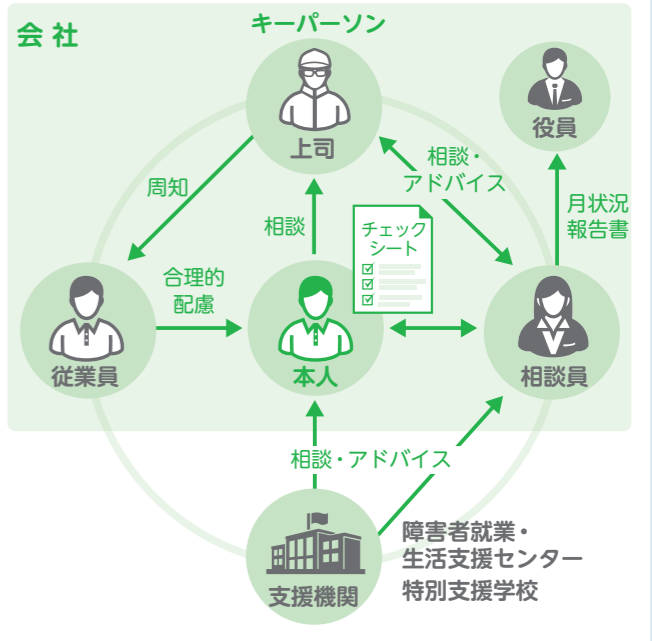 会社
キーパーソン
上司
役員
相談・
アドバイス
周知
相談
月状況
報告書
チェック
シート
合理的
配慮
従業員
本人
相談員
相談・アドバイス
支援機関
障害者就業・
生活支援センター
特別支援学校